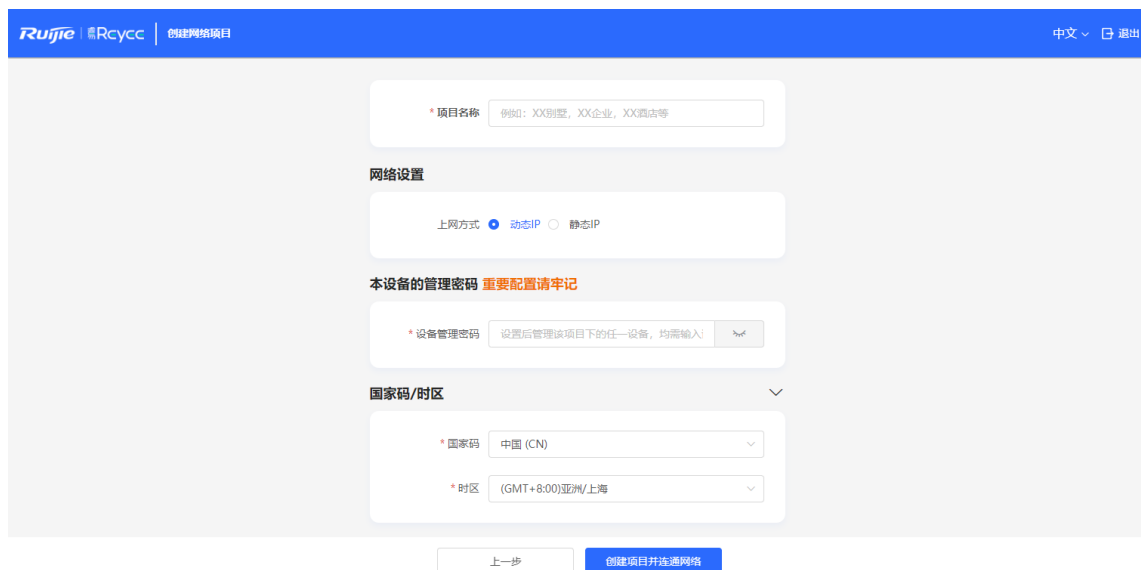 Ruijie | Rcycc | 创建网络项目
中文 退出
* 项目名称 例如：XX别墅，XX企业，XX酒店等
网络设置
上网方式 动态IP 静态IP
本设备的管理密码 重要配置请牢记
* 设备管理密码 设置后管理该项目下的任一设备，均需输入
国家码/时区
* 国家码 中国 (CN)
* 时区 (GMT+8:00)亚洲/上海
上一步 创建项目并连通网络